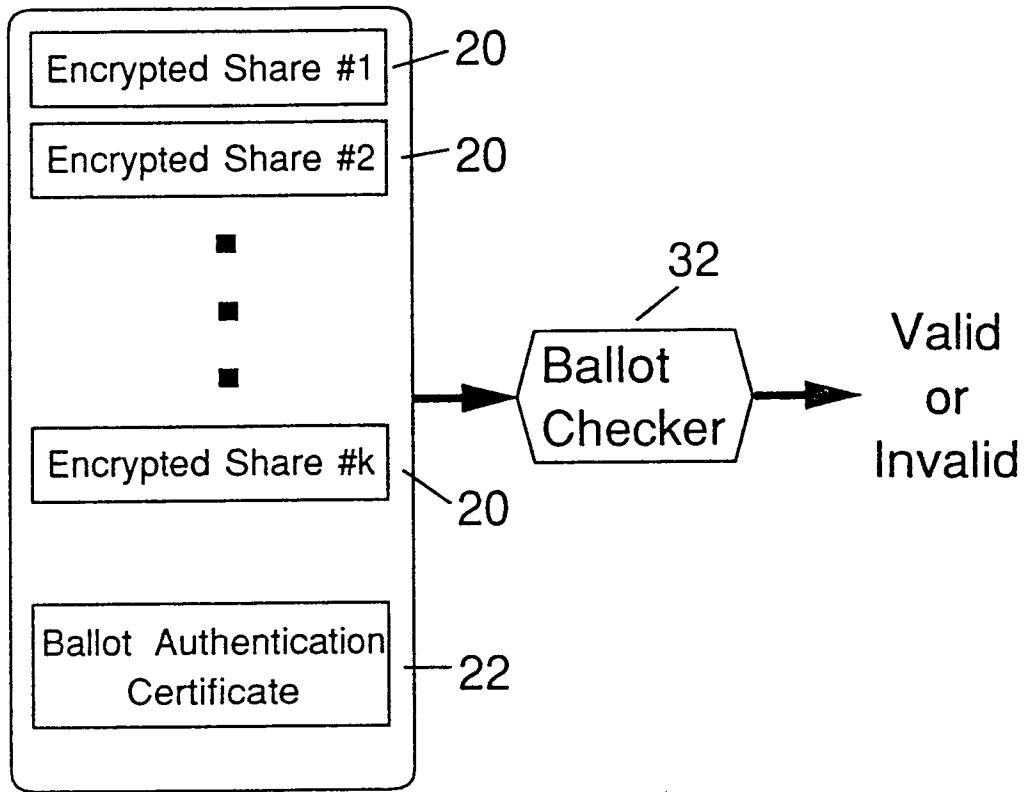 Encrypted Share #1
20
Encrypted Share #2
20
32
Ballot
Checker
Valid
or
Invalid
Encrypted Share #k
20
Ballot Authentication
Certificate
22